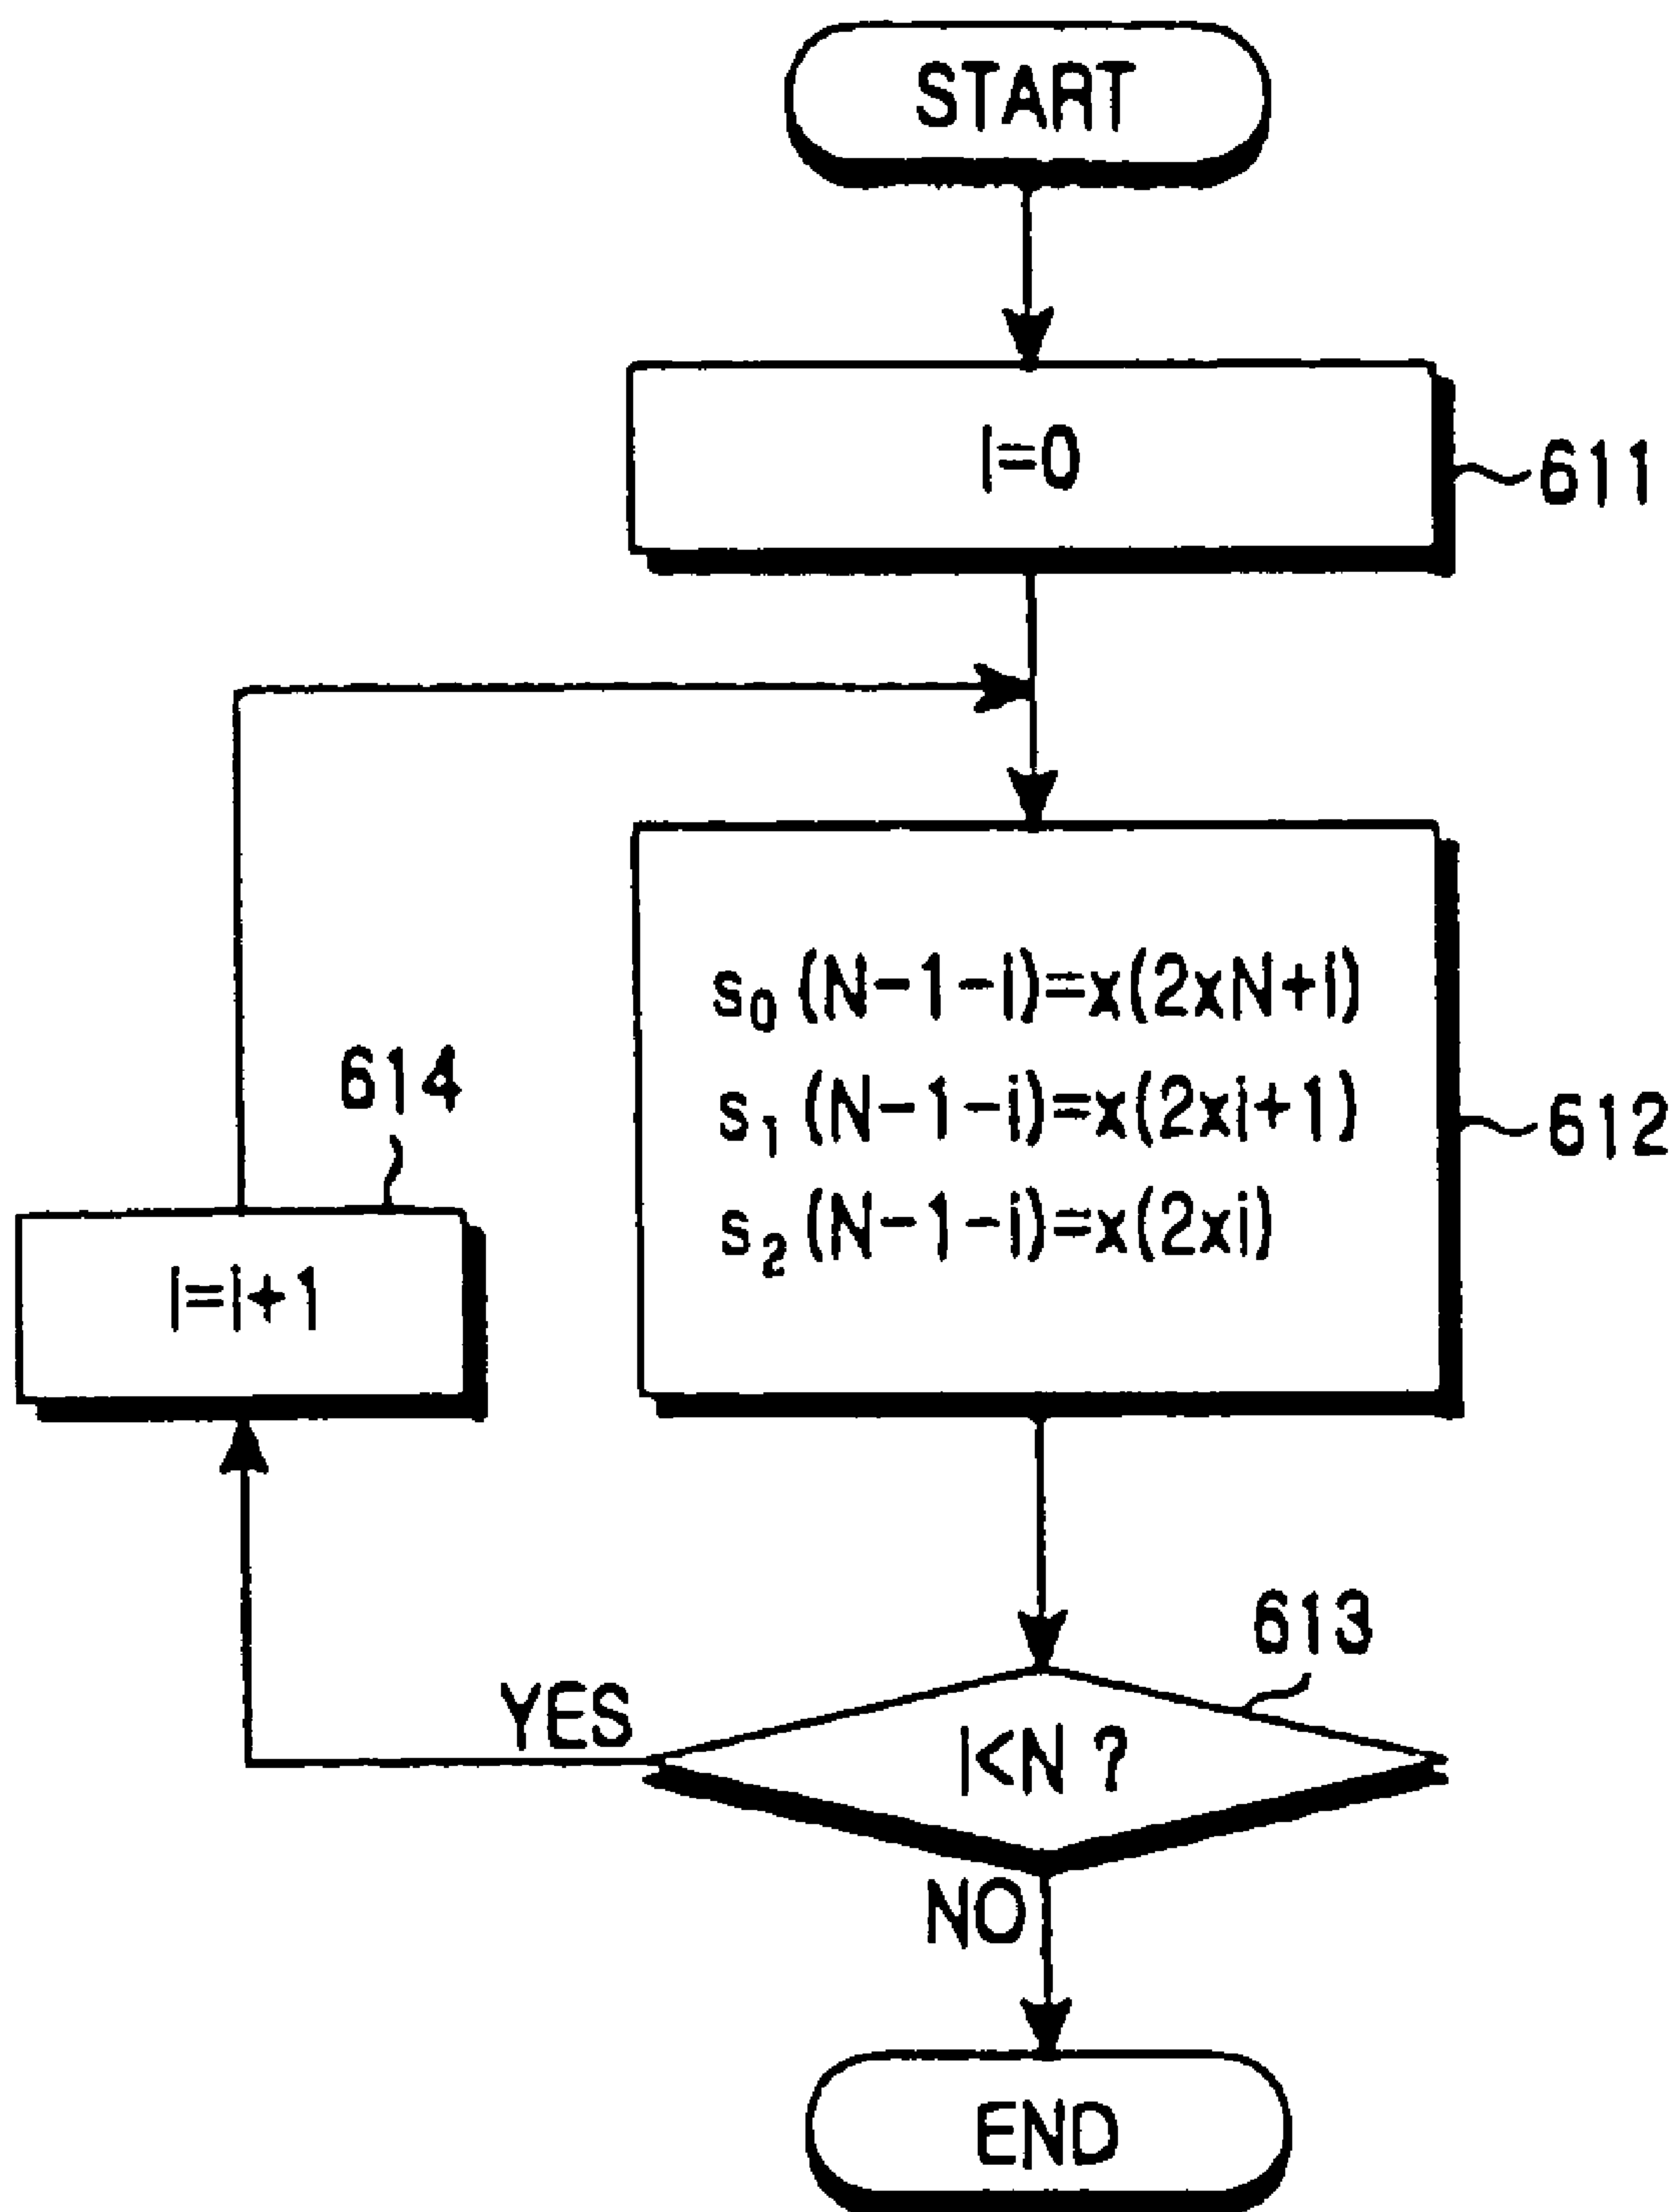 START
I=0
611
s₀ (N-1-i)=x(2xN+i)
s₁ (N-1-i)=x(2xi+1)
s₂ (N-1-i)=x(2xi)
612
614
I=I+1
613
I<N ?
YES
NO
END